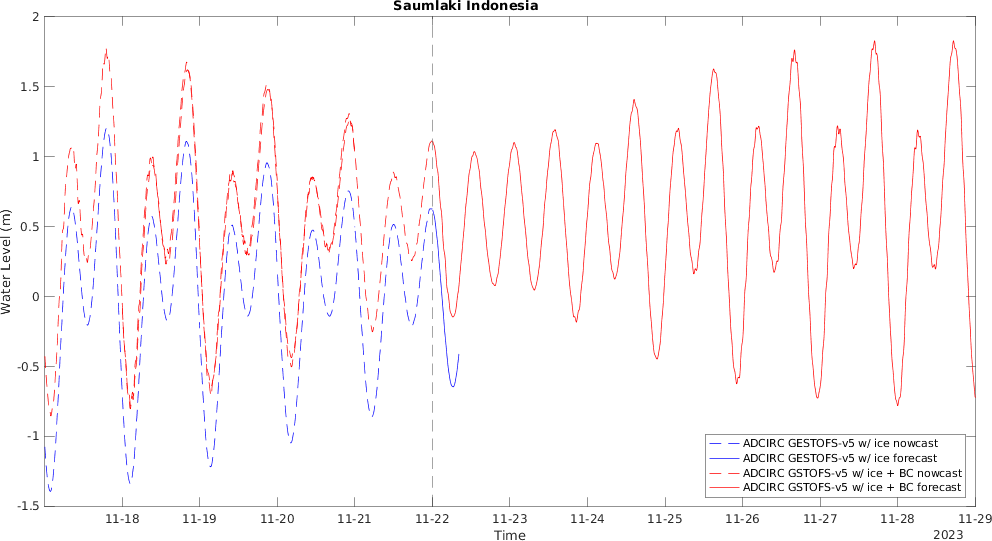 Saumlaki Indonesia
Water Level (m)
2
1.5
1
0.5
0
-0.5
-1
-1.5
ADCIRC GESTOFS-v5 w/ ice nowcast
ADCIRC GESTOFS-v5 w/ ice forecast
ADCIRC GSTOFS-v5 w/ ice + BC nowcast
ADCIRC GSTOFS-v5 w/ ice + BC forecast
11-18 11-19 11-20 11-21 11-22 11-23 11-24 11-25 11-26 11-27 11-28 11-29
Time
2023